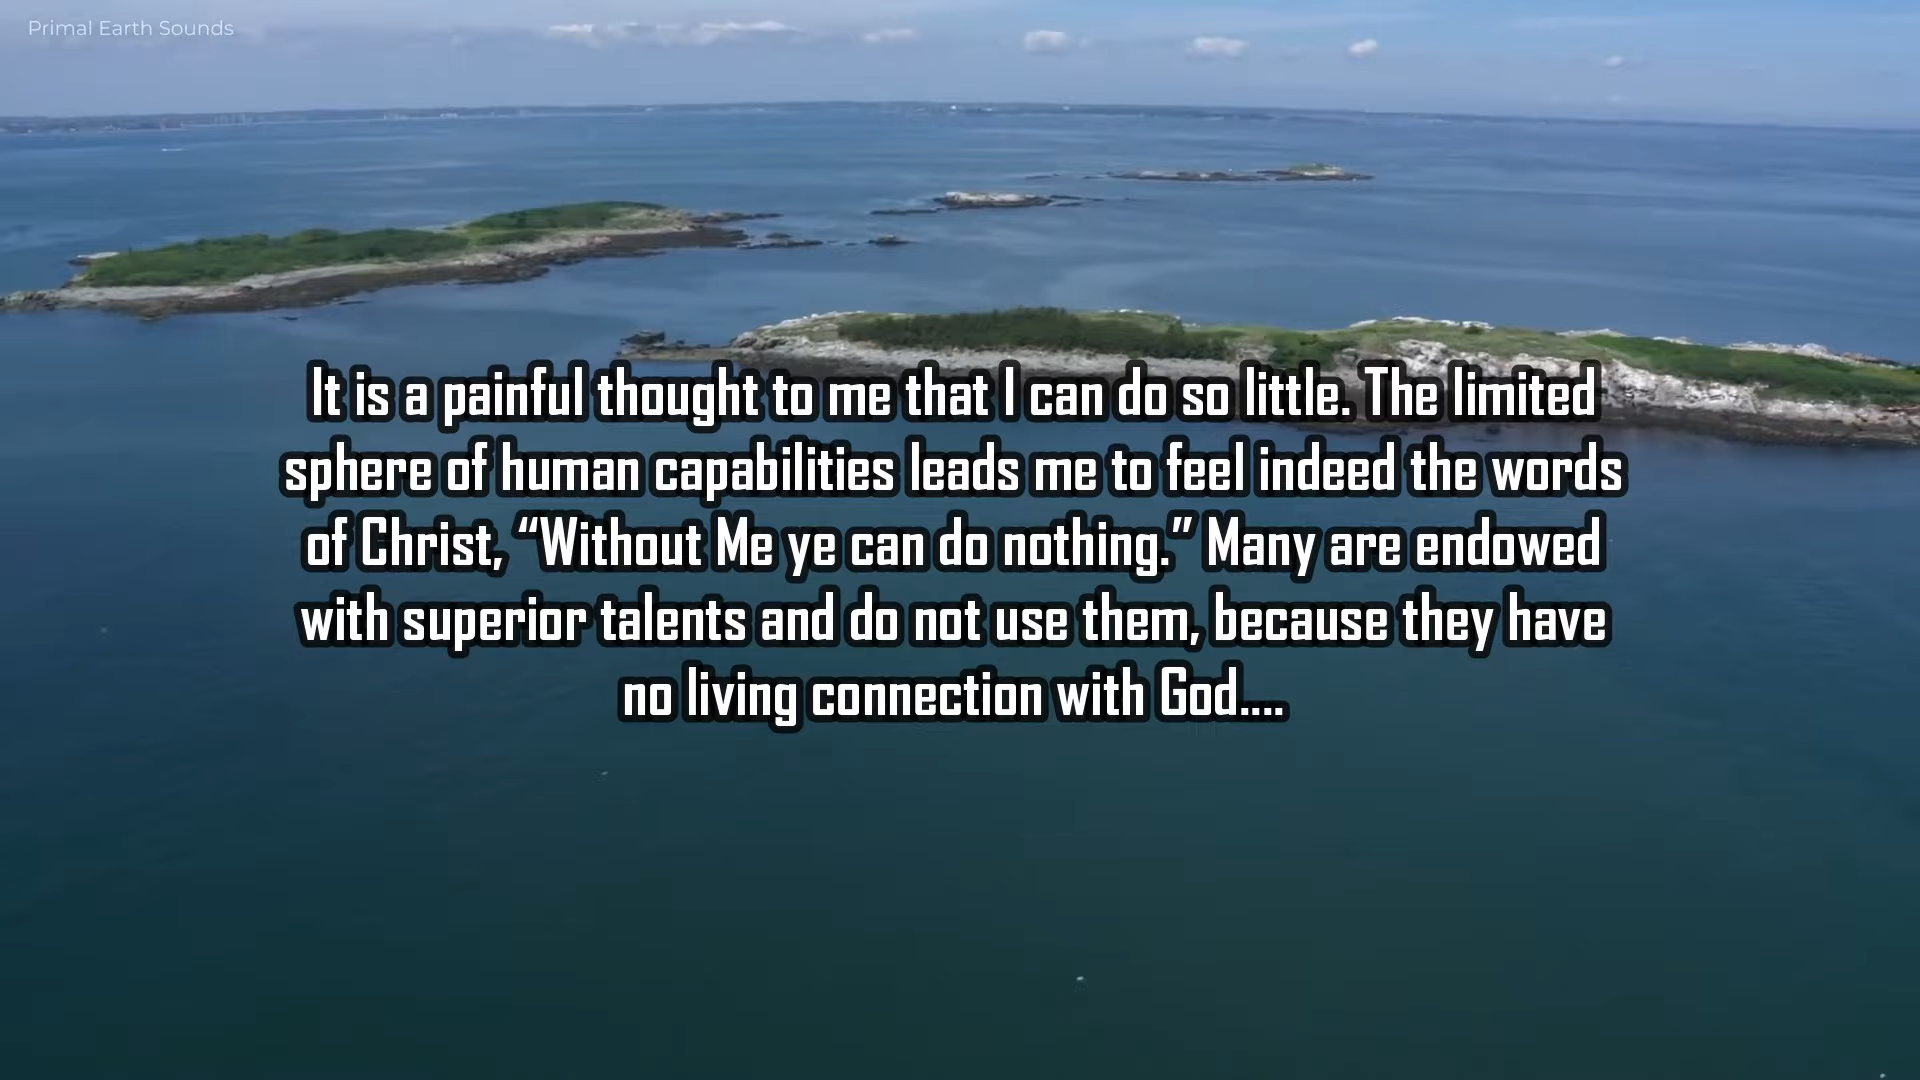 Primal Earth Sounds
It is a painful thought to me that I can do so little. The limited
sphere of human capabilities leads me to feel indeed the words
of Christ, “Without Me ye can do nothing.” Many are endowed
with superior talents and do not use them, because they have
no living connection with God....